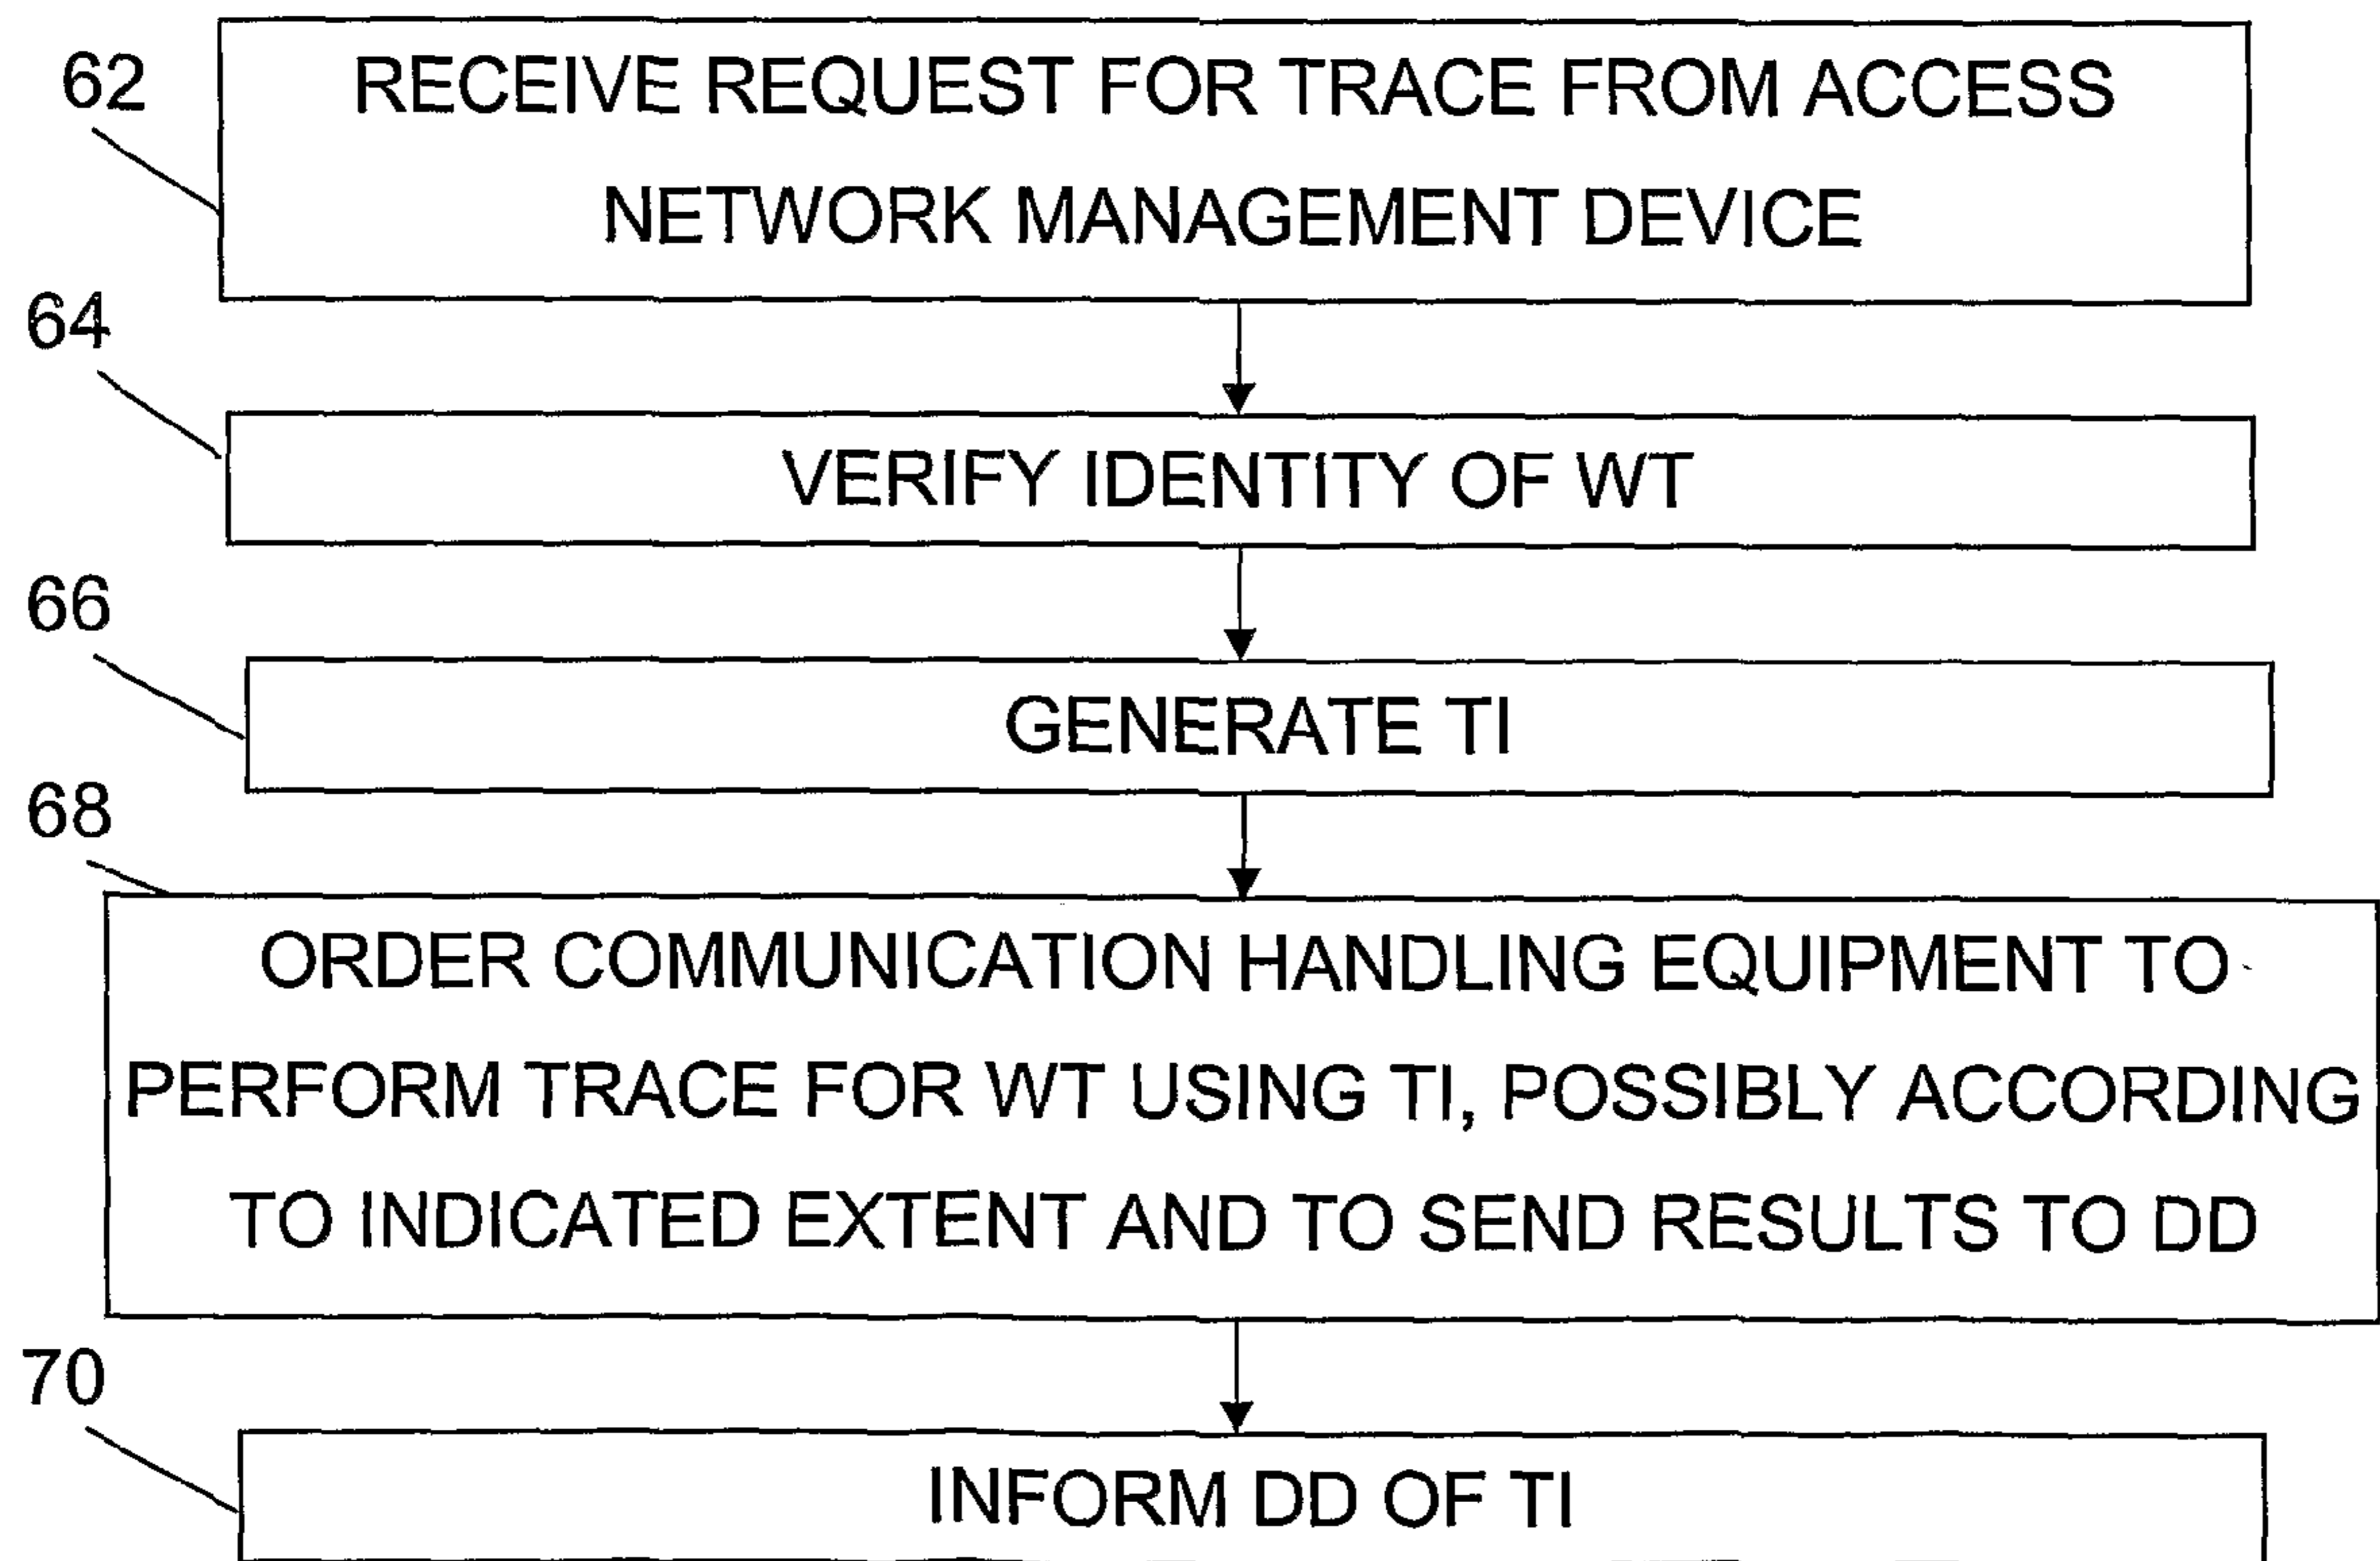 62
RECEIVE REQUEST FOR TRACE FROM ACCESS
NETWORK MANAGEMENT DEVICE
64
VERIFY IDENTITY OF WT
66
GENERATE TI
68
ORDER COMMUNICATION HANDLING EQUIPMENT TO
PERFORM TRACE FOR WT USING TI, POSSIBLY ACCORDING
TO INDICATED EXTENT AND TO SEND RESULTS TO DD
70
INFORM DD OF TI